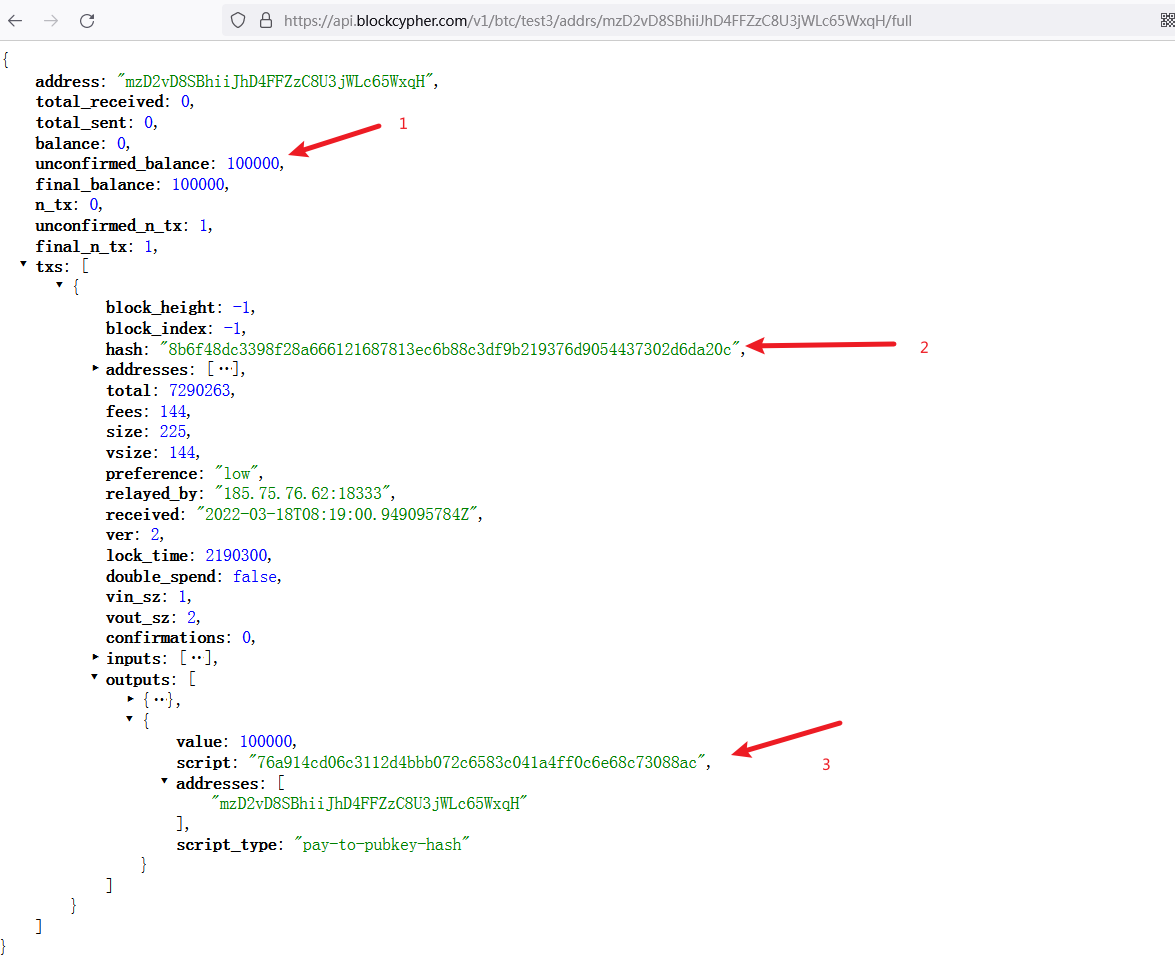 https://api.blockcypher.com/v1/btc/test3/addrs/mzD2vD8SBhiiJhD4FFZzC8U3jWLc65WxqH/full
{
address: "mzD2vD8SBhiiJhD4FFZzC8U3jWLc65WxqH",
total_received: 0,
total_sent: 0,
1
balance: 0,
unconfirmed_balance: 100000,
final_balance: 100000,
n_tx: 0,
unconfirmed_n_tx: 1,
final_n_tx: 1,
txs: [
{
block_height: -1,
block_index: -1,
hash: "8b6f48dc3398f28a666121687813ec6b88c3df9b219376d9054437302d6da20c",
2
addresses: [···],
total: 7290263,
fees: 144,
size: 225,
vsize: 144,
preference: "low",
relayed_by: "185.75.76.62:18333",
received: "2022-03-18T08:19:00.949095784Z",
ver: 2,
lock_time: 2190300,
double_spend: false,
vin_sz: 1,
vout_sz: 2,
confirmations: 0,
inputs: [···],
outputs: [
{···},
{
value: 100000,
script: "76a914cd06c3112d4bbb072c6583c041a4ff0c6e68c73088ac",
3
addresses: [
"mzD2vD8SBhiiJhD4FFZzC8U3jWLc65WxqH"
],
script_type: "pay-to-pubkey-hash"
}
]
}
]
}